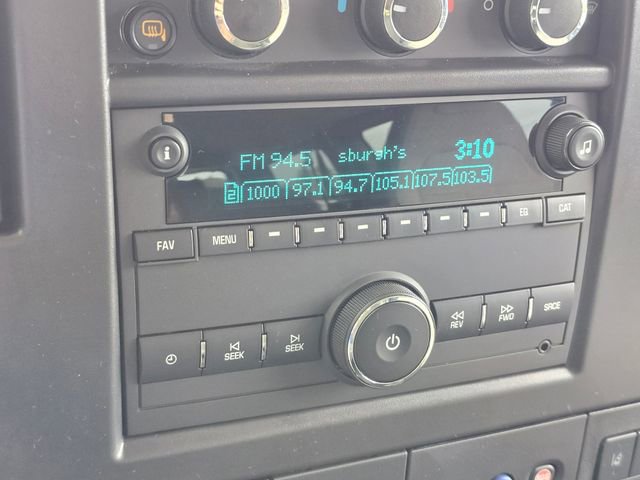 FM 94.5 sburgh's 3:10
2 1000 97.1 94.7 105.1 107.5 103.5
FAV MENU EQ CAT
SEEK SEEK REV FWD SRCE